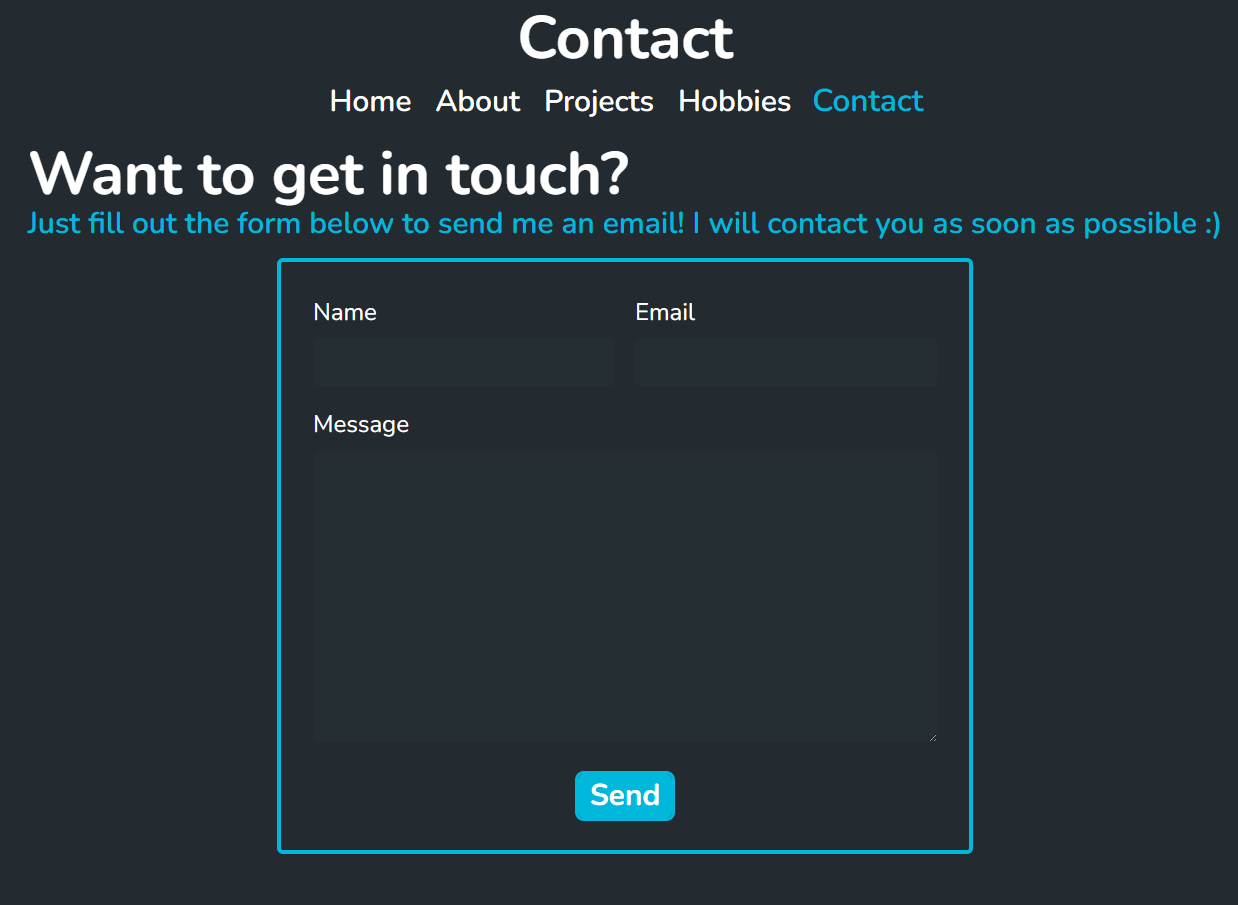 Contact
Home About Projects Hobbies Contact
Want to get in touch?
Just fill out the form below to send me an email! I will contact you as soon as possible :)
Name Email
Message
Send